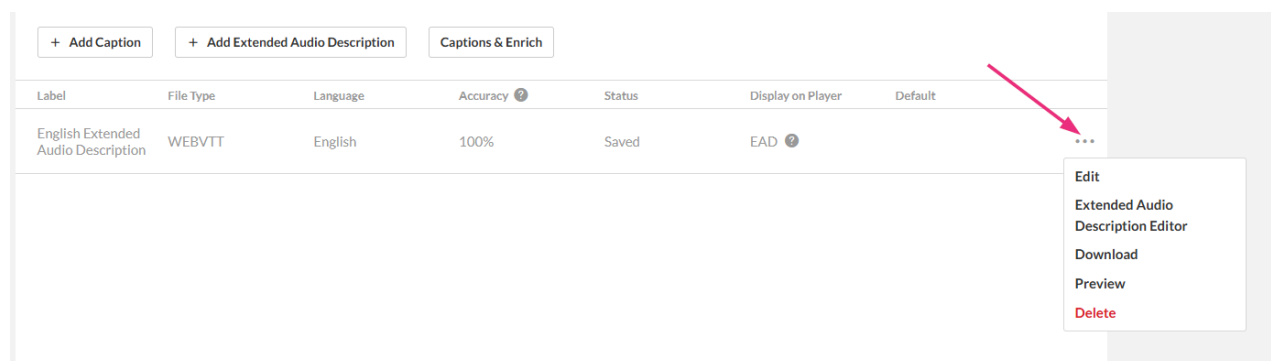 + Add Caption
+ Add Extended Audio Description
Captions & Enrich
Label File Type Language Accuracy ? Status Display on Player Default
English Extended
Audio Description
WEBVTT English 100% Saved EAD ? •••
Edit
Extended Audio
Description Editor
Download
Preview
Delete